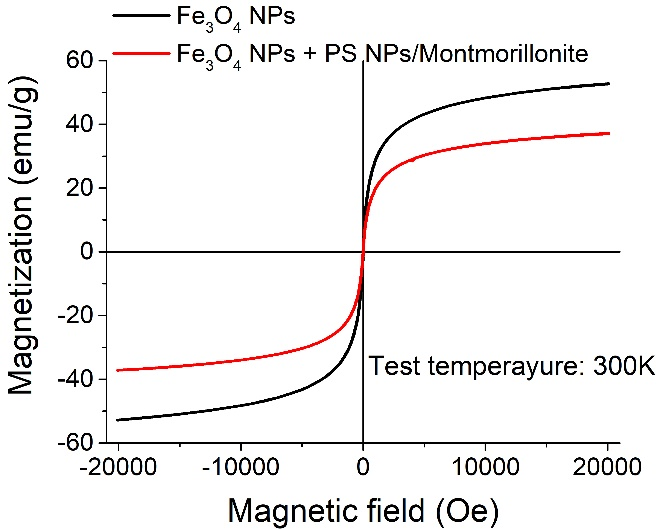 Fe₃O₄ NPs
Fe₃O₄ NPs + PS NPs/Montmorillonite
60
40
20
0
-20
-40
-60
Magnetization (emu/g)
Test temperayure: 300K
-20000 -10000 0 10000 20000
Magnetic field (Oe)